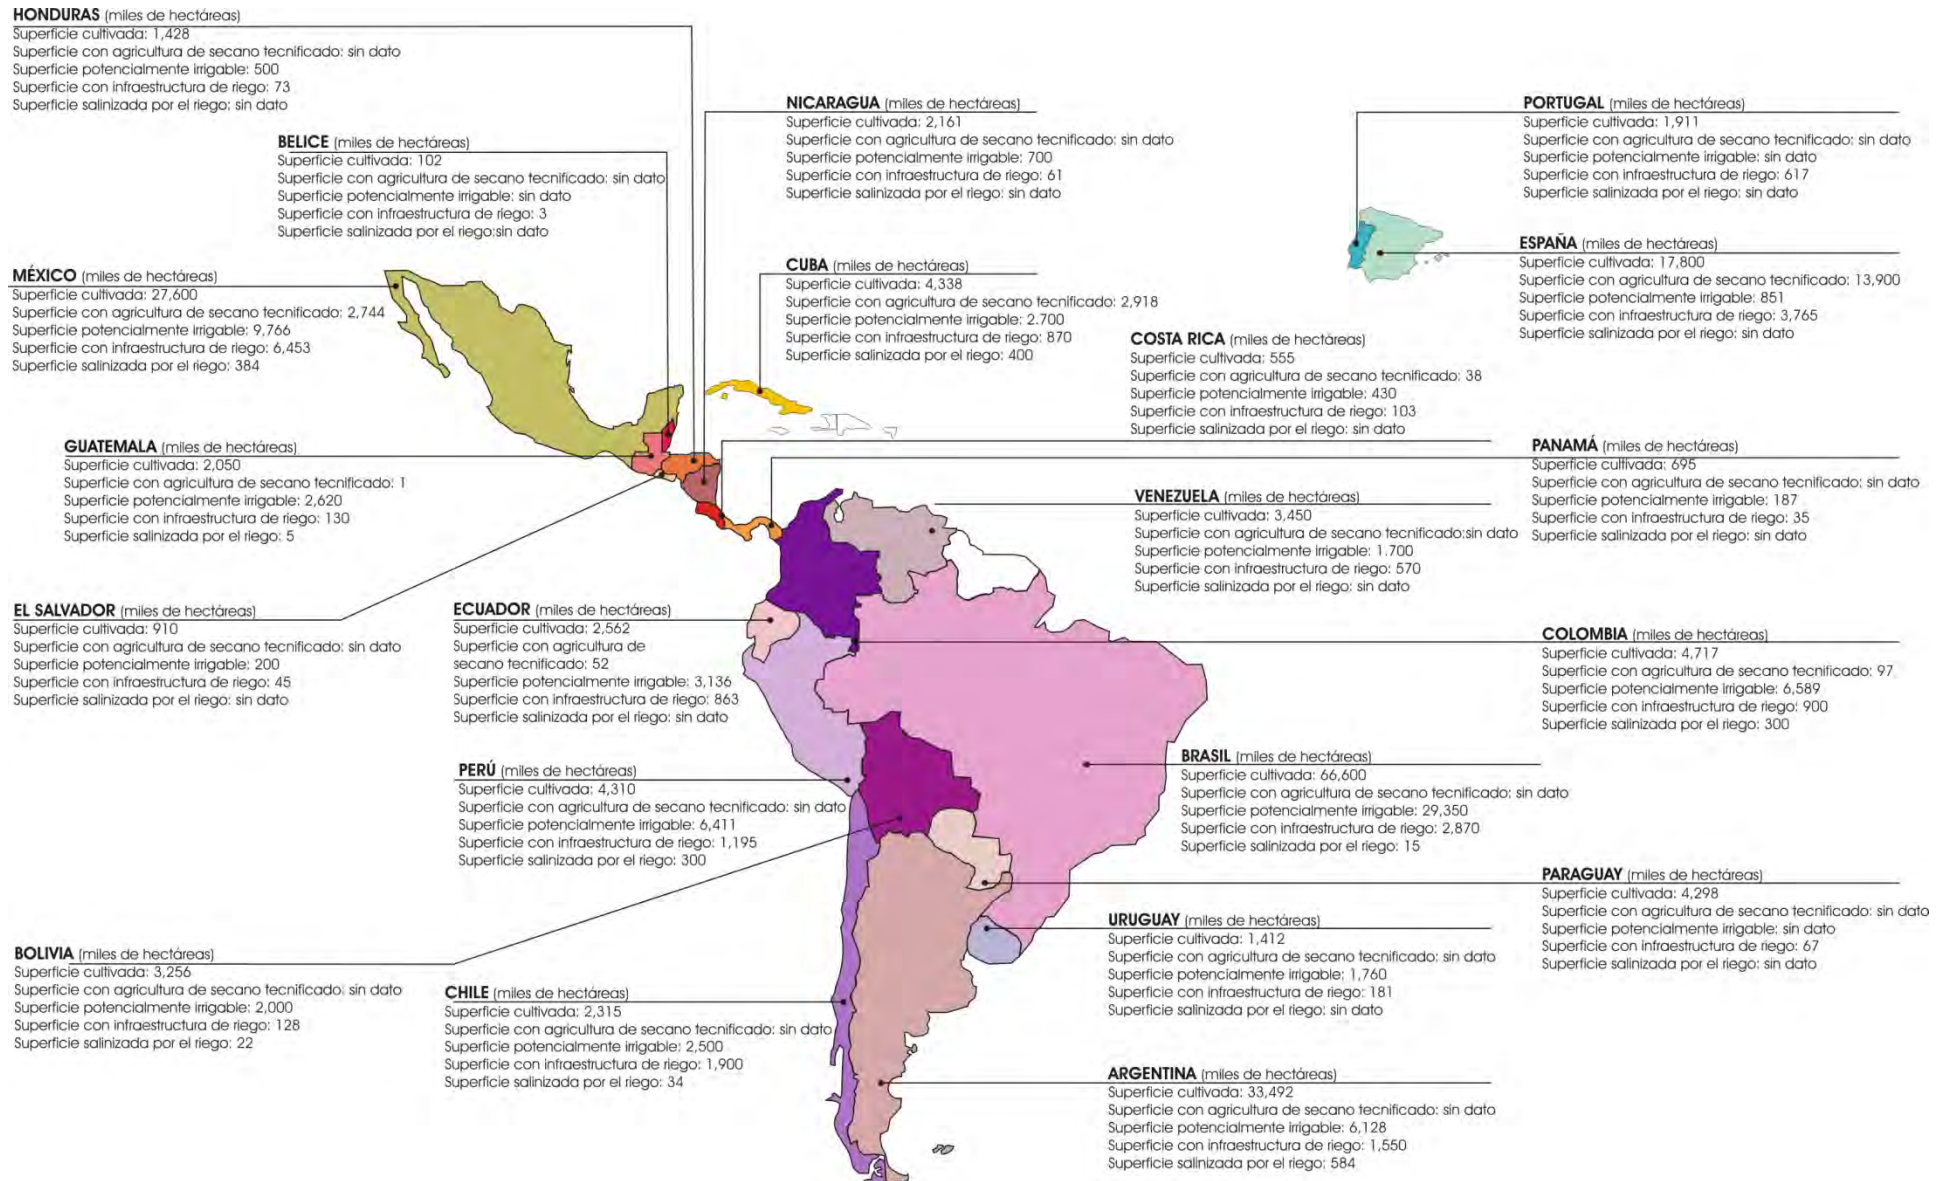 HONDURAS (miles de hectáreas)
Superficie cultivada: 1,428
Superficie con agricultura de secano tecnificado: sin dato
Superficie potencialmente irrigable: 500
Superficie con infraestructura de riego: 73
Superficie salinizada por el riego: sin dato
BELICE (miles de hectáreas)
Superficie cultivada: 102
Superficie con agricultura de secano tecnificado: sin dato
Superficie potencialmente irrigable: sin dato
Superficie con infraestructura de riego: 3
Superficie salinizada por el riego:sin dato
NICARAGUA (miles de hectáreas)
Superficie cultivada: 2,161
Superficie con agricultura de secano tecnificado: sin dato
Superficie potencialmente irrigable: 700
Superficie con infraestructura de riego: 61
Superficie salinizada por el riego: sin dato
PORTUGAL (miles de hectáreas)
Superficie cultivada: 1,911
Superficie con agricultura de secano tecnificado: sin dato
Superficie potencialmente irrigable: sin dato
Superficie con infraestructura de riego: 617
Superficie salinizada por el riego: sin dato
ESPAÑA (miles de hectáreas)
Superficie cultivada: 17,800
Superficie con agricultura de secano tecnificado: 13,900
Superficie potencialmente irrigable: 851
Superficie con infraestructura de riego: 3,765
Superficie salinizada por el riego: sin dato
MÉXICO (miles de hectáreas)
Superficie cultivada: 27,600
Superficie con agricultura de secano tecnificado: 2,744
Superficie potencialmente irrigable: 9,766
Superficie con infraestructura de riego: 6,453
Superficie salinizada por el riego: 384
CUBA (miles de hectáreas)
Superficie cultivada: 4,338
Superficie con agricultura de secano tecnificado: 2,918
Superficie potencialmente irrigable: 2.700
Superficie con infraestructura de riego: 870
Superficie salinizada por el riego: 400
COSTA RICA (miles de hectáreas)
Superficie cultivada: 555
Superficie con agricultura de secano tecnificado: 38
Superficie potencialmente irrigable: 430
Superficie con infraestructura de riego: 103
Superficie salinizada por el riego: sin dato
GUATEMALA (miles de hectáreas)
Superficie cultivada: 2,050
Superficie con agricultura de secano tecnificado: 1
Superficie potencialmente irrigable: 2,620
Superficie con infraestructura de riego: 130
Superficie salinizada por el riego: 5
PANAMÁ (miles de hectáreas)
Superficie cultivada: 695
Superficie con agricultura de secano tecnificado: sin dato
Superficie potencialmente irrigable: 187
Superficie con infraestructura de riego: 35
Superficie salinizada por el riego: sin dato
VENEZUELA (miles de hectáreas)
Superficie cultivada: 3,450
Superficie con agricultura de secano tecnificado:sin dato
Superficie potencialmente irrigable: 1.700
Superficie con infraestructura de riego: 570
Superficie salinizada por el riego: sin dato
EL SALVADOR (miles de hectáreas)
Superficie cultivada: 910
Superficie con agricultura de secano tecnificado: sin dato
Superficie potencialmente irrigable: 200
Superficie con infraestructura de riego: 45
Superficie salinizada por el riego: sin dato
ECUADOR (miles de hectáreas)
Superficie cultivada: 2,562
Superficie con agricultura de
secano tecnificado: 52
Superficie potencialmente irrigable: 3,136
Superficie con infraestructura de riego: 863
Superficie salinizada por el riego: sin dato
COLOMBIA (miles de hectáreas)
Superficie cultivada: 4,717
Superficie con agricultura de secano tecnificado: 97
Superficie potencialmente irrigable: 6,589
Superficie con infraestructura de riego: 900
Superficie salinizada por el riego: 300
PERÚ (miles de hectáreas)
Superficie cultivada: 4,310
Superficie con agricultura de secano tecnificado: sin dato
Superficie potencialmente irrigable: 6,411
Superficie con infraestructura de riego: 1,195
Superficie salinizada por el riego: 300
BRASIL (miles de hectáreas)
Superficie cultivada: 66,600
Superficie con agricultura de secano tecnificado: sin dato
Superficie potencialmente irrigable: 29,350
Superficie con infraestructura de riego: 2,870
Superficie salinizada por el riego: 15
PARAGUAY (miles de hectáreas)
Superficie cultivada: 4,298
Superficie con agricultura de secano tecnificado: sin dato
Superficie potencialmente irrigable: sin dato
Superficie con infraestructura de riego: 67
Superficie salinizada por el riego: sin dato
URUGUAY (miles de hectáreas)
Superficie cultivada: 1,412
Superficie con agricultura de secano tecnificado: sin dato
Superficie potencialmente irrigable: 1,760
Superficie con infraestructura de riego: 181
Superficie salinizada por el riego: sin dato
BOLIVIA (miles de hectáreas)
Superficie cultivada: 3,256
Superficie con agricultura de secano tecnificado: sin dato
Superficie potencialmente irrigable: 2,000
Superficie con infraestructura de riego: 128
Superficie salinizada por el riego: 22
CHILE (miles de hectáreas)
Superficie cultivada: 2,315
Superficie con agricultura de secano tecnificado: sin dato
Superficie potencialmente irrigable: 2,500
Superficie con infraestructura de riego: 1,900
Superficie salinizada por el riego: 34
ARGENTINA (miles de hectáreas)
Superficie cultivada: 33,492
Superficie con agricultura de secano tecnificado: sin dato
Superficie potencialmente irrigable: 6,128
Superficie con infraestructura de riego: 1,550
Superficie salinizada por el riego: 584